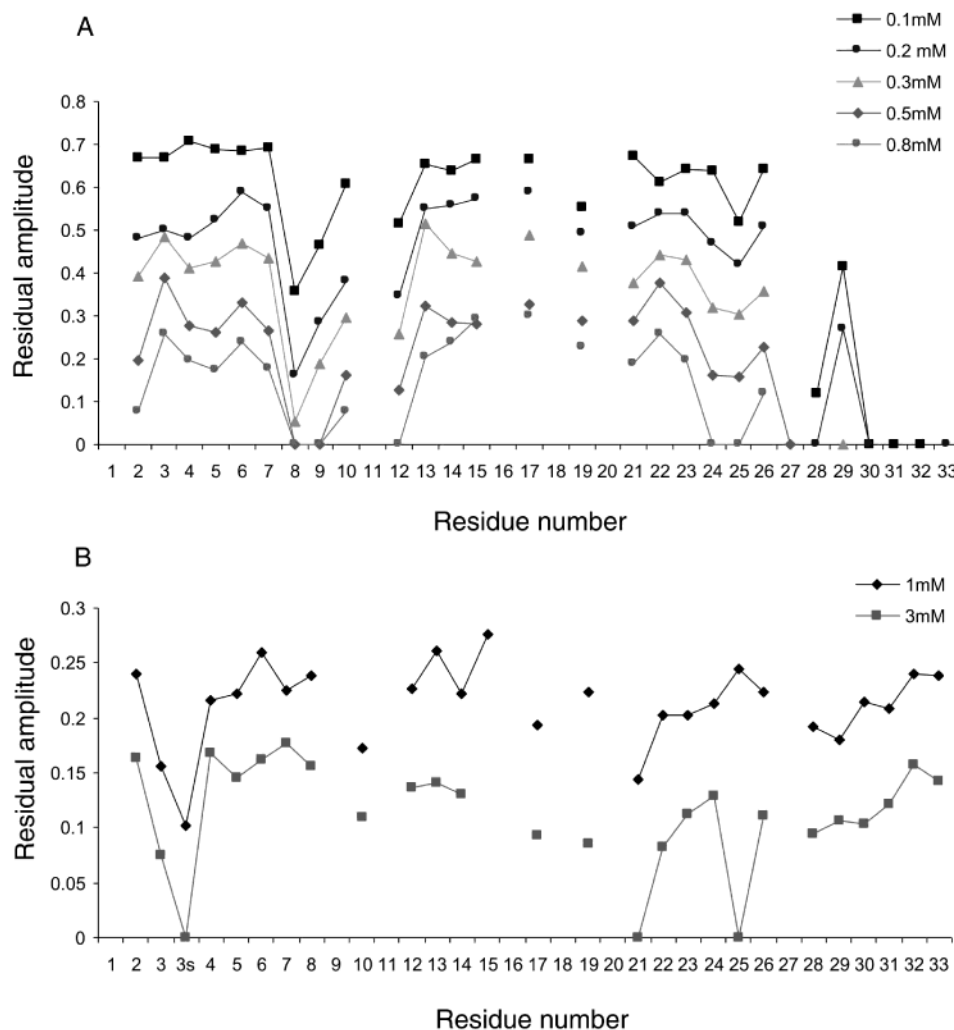 A
0.1mM
0.2 mM
0.3mM
0.5mM
0.8mM
Residual amplitude
0.8
0.7
0.6
0.5
0.4
0.3
0.2
0.1
0
1 2 3 4 5 6 7 8 9 10 11 12 13 14 15 16 17 18 19 20 21 22 23 24 25 26 27 28 29 30 31 32 33
Residue number
B
1mM
3mM
Residual amplitude
0.3
0.25
0.2
0.15
0.1
0.05
0
1 2 3 3s 4 5 6 7 8 10 11 12 13 14 15 16 17 18 19 20 21 22 23 24 25 26 27 28 29 30 31 32 33
Residue number